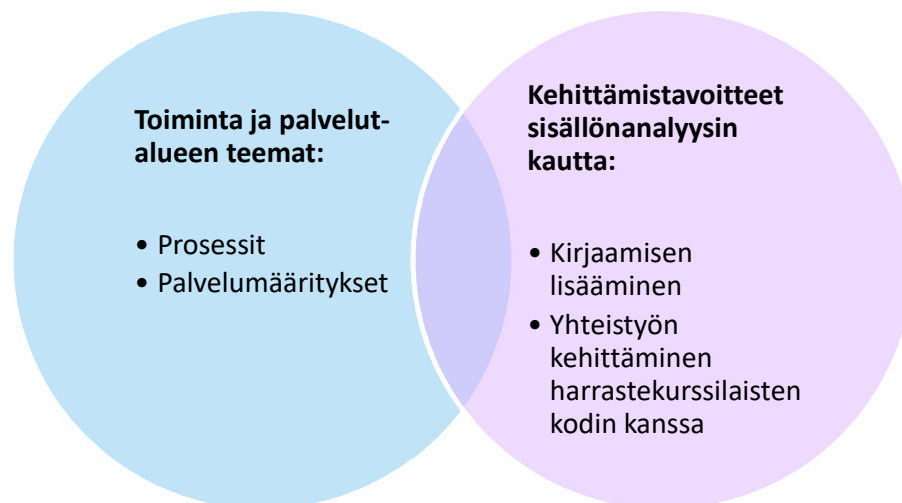 Toiminta ja palvelut-
alueen teemat:
• Prosessit
• Palvelumääritykset
Kehittämistavoitteet
sisällönanalyysin
kautta:
• Kirjaamisen
lisääminen
• Yhteistyön
kehittäminen
harrastekurssilaisten
kodin kanssa